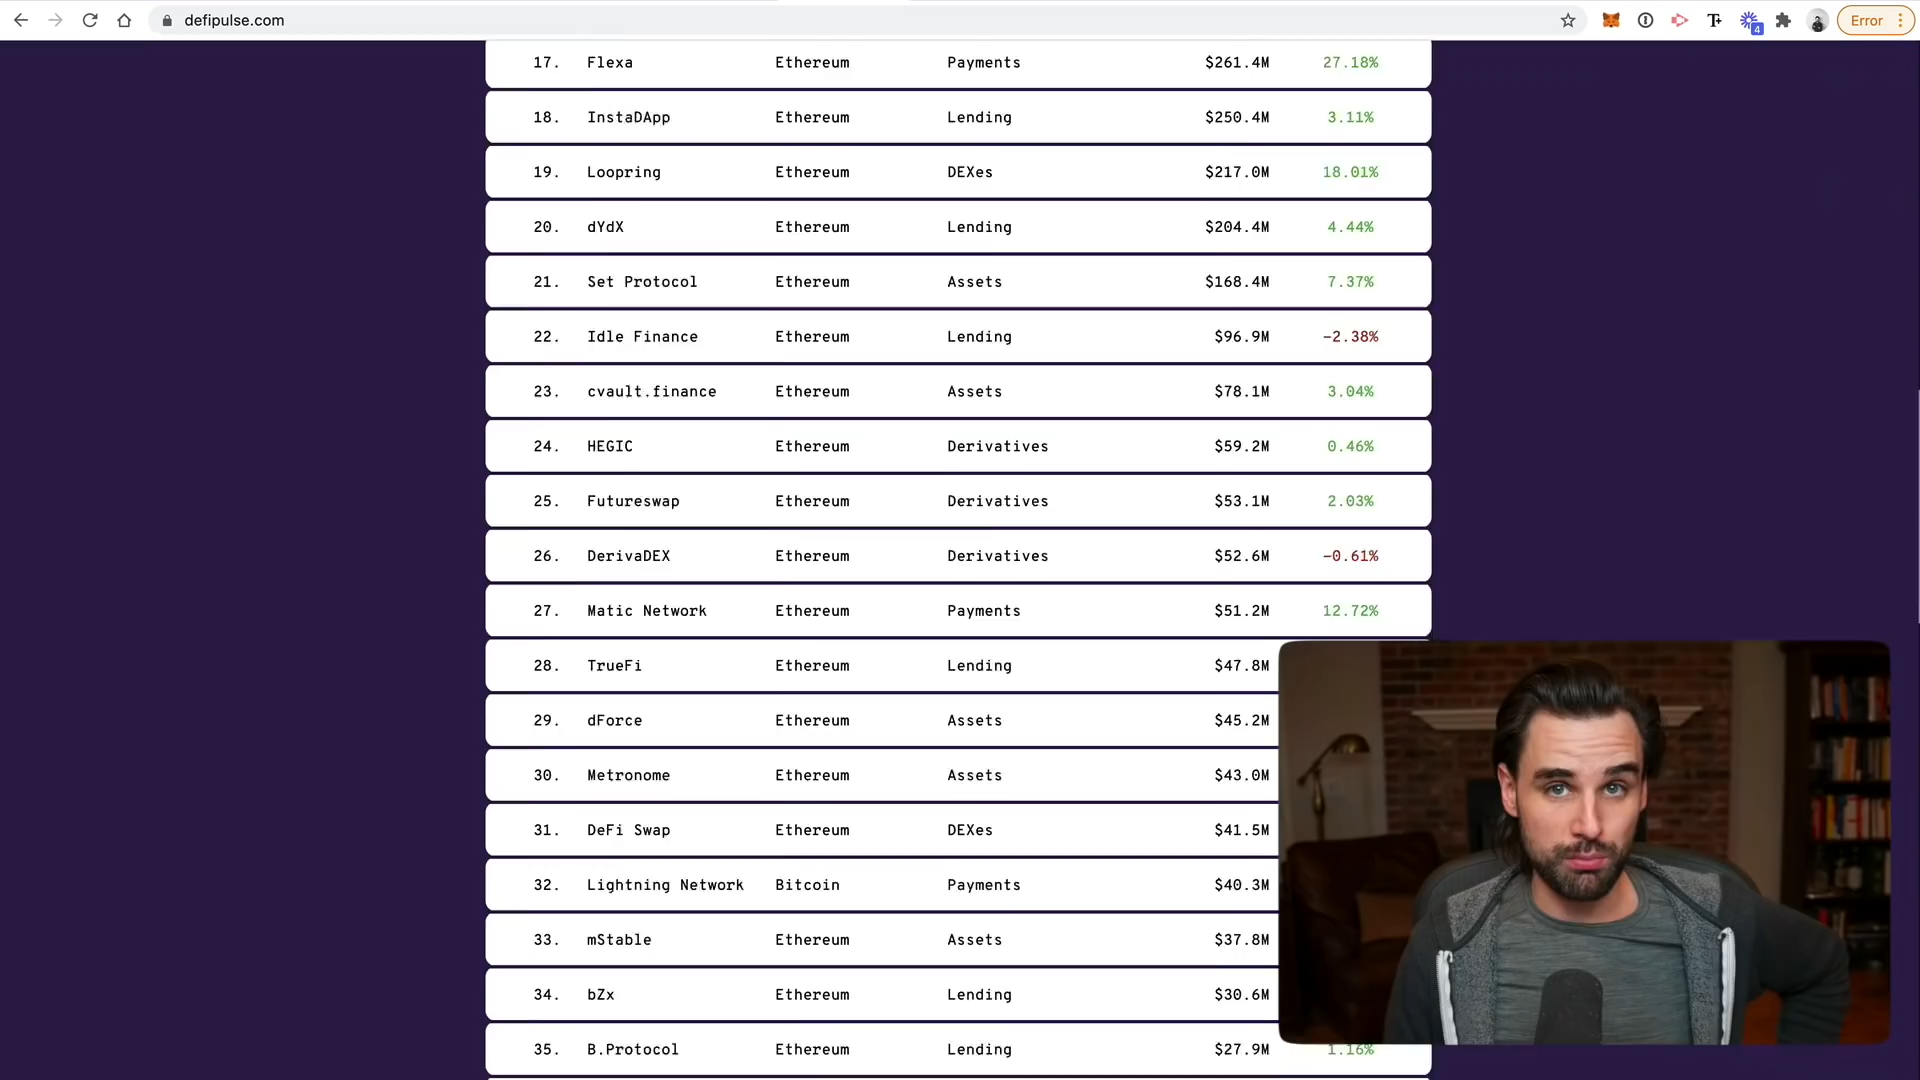 defipulse.com
4
Error
17. Flexa Ethereum Payments $261.4M 27.18%
18. InstaDApp Ethereum Lending $250.4M 3.11%
19. Loopring Ethereum DEXes $217.0M 18.01%
20. dYdX Ethereum Lending $204.4M 4.44%
21. Set Protocol Ethereum Assets $168.4M 7.37%
22. Idle Finance Ethereum Lending $96.9M -2.38%
23. cvault.finance Ethereum Assets $78.1M 3.04%
24. HEGIC Ethereum Derivatives $59.2M 0.46%
25. Futureswap Ethereum Derivatives $53.1M 2.03%
26. DerivaDEX Ethereum Derivatives $52.6M -0.61%
27. Matic Network Ethereum Payments $51.2M 12.72%
28. TrueFi Ethereum Lending $47.8M
29. dForce Ethereum Assets $45.2M
30. Metronome Ethereum Assets $43.0M
31. DeFi Swap Ethereum DEXes $41.5M
32. Lightning Network Bitcoin Payments $40.3M
33. mStable Ethereum Assets $37.8M
34. bZx Ethereum Lending $30.6M
35. B.Protocol Ethereum Lending $27.9M 1.16%